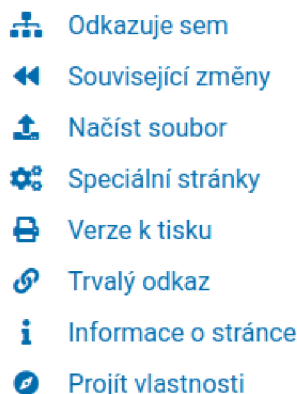 Odkazuje sem
Související změny
Načíst soubor
Speciální stránky
Verze k tisku
Trvalý odkaz
Informace o stránce
Projít vlastnosti